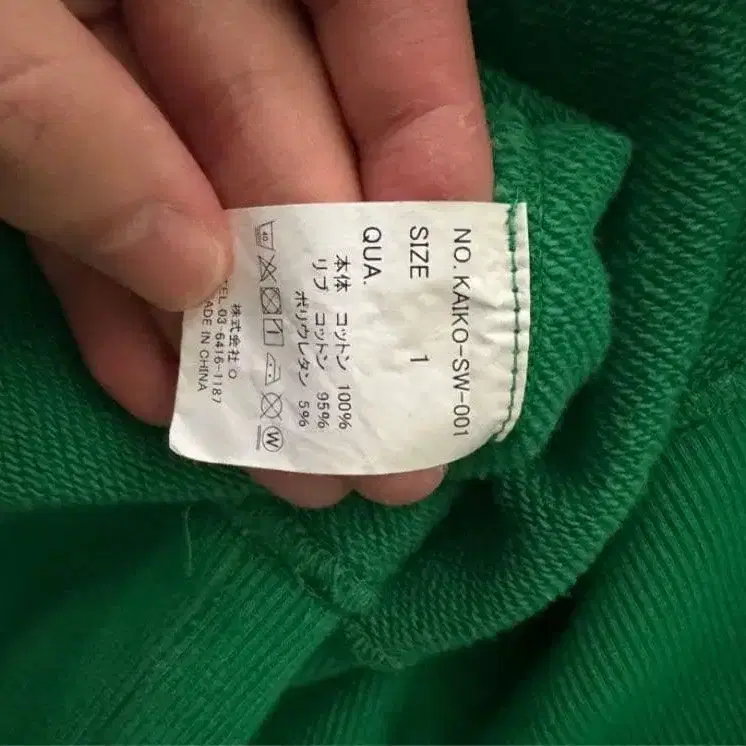 NO. KAIKO-SW-001
SIZE 1
QUA.
本体 コットン 100%
リブ コットン 95%
ポリウレタン 5%
40
W
株式会社 O
TEL 03-6416-1187
MADE IN CHINA